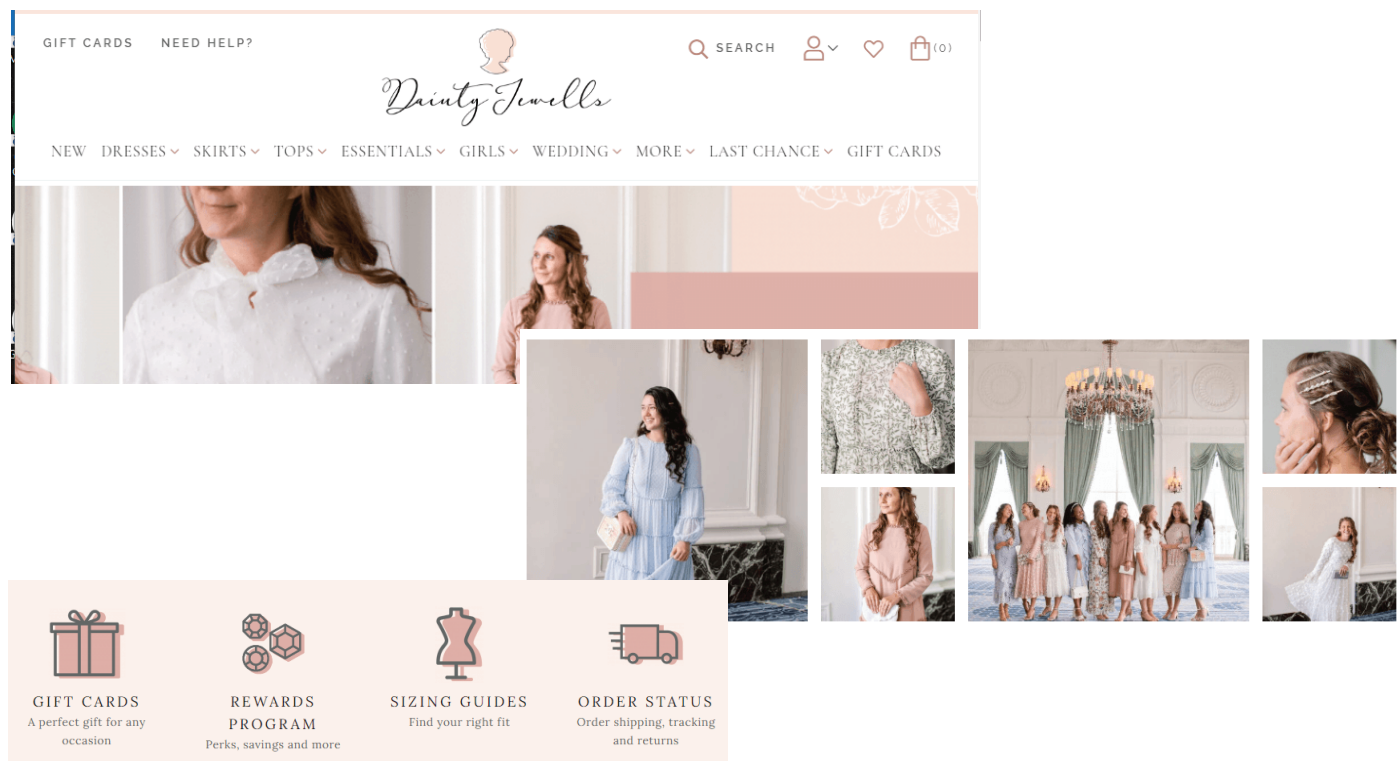 GIFT CARDS NEED HELP?
SEARCH
(0)
Dainty Jewells
NEW DRESSES SKIRTS TOPS ESSENTIALS GIRLS WEDDING MORE LAST CHANCE GIFT CARDS
GIFT CARDS
A perfect gift for any
occasion
REWARDS
PROGRAM
Perks, savings and more
SIZING GUIDES
Find your right fit
ORDER STATUS
Order shipping, tracking
and returns